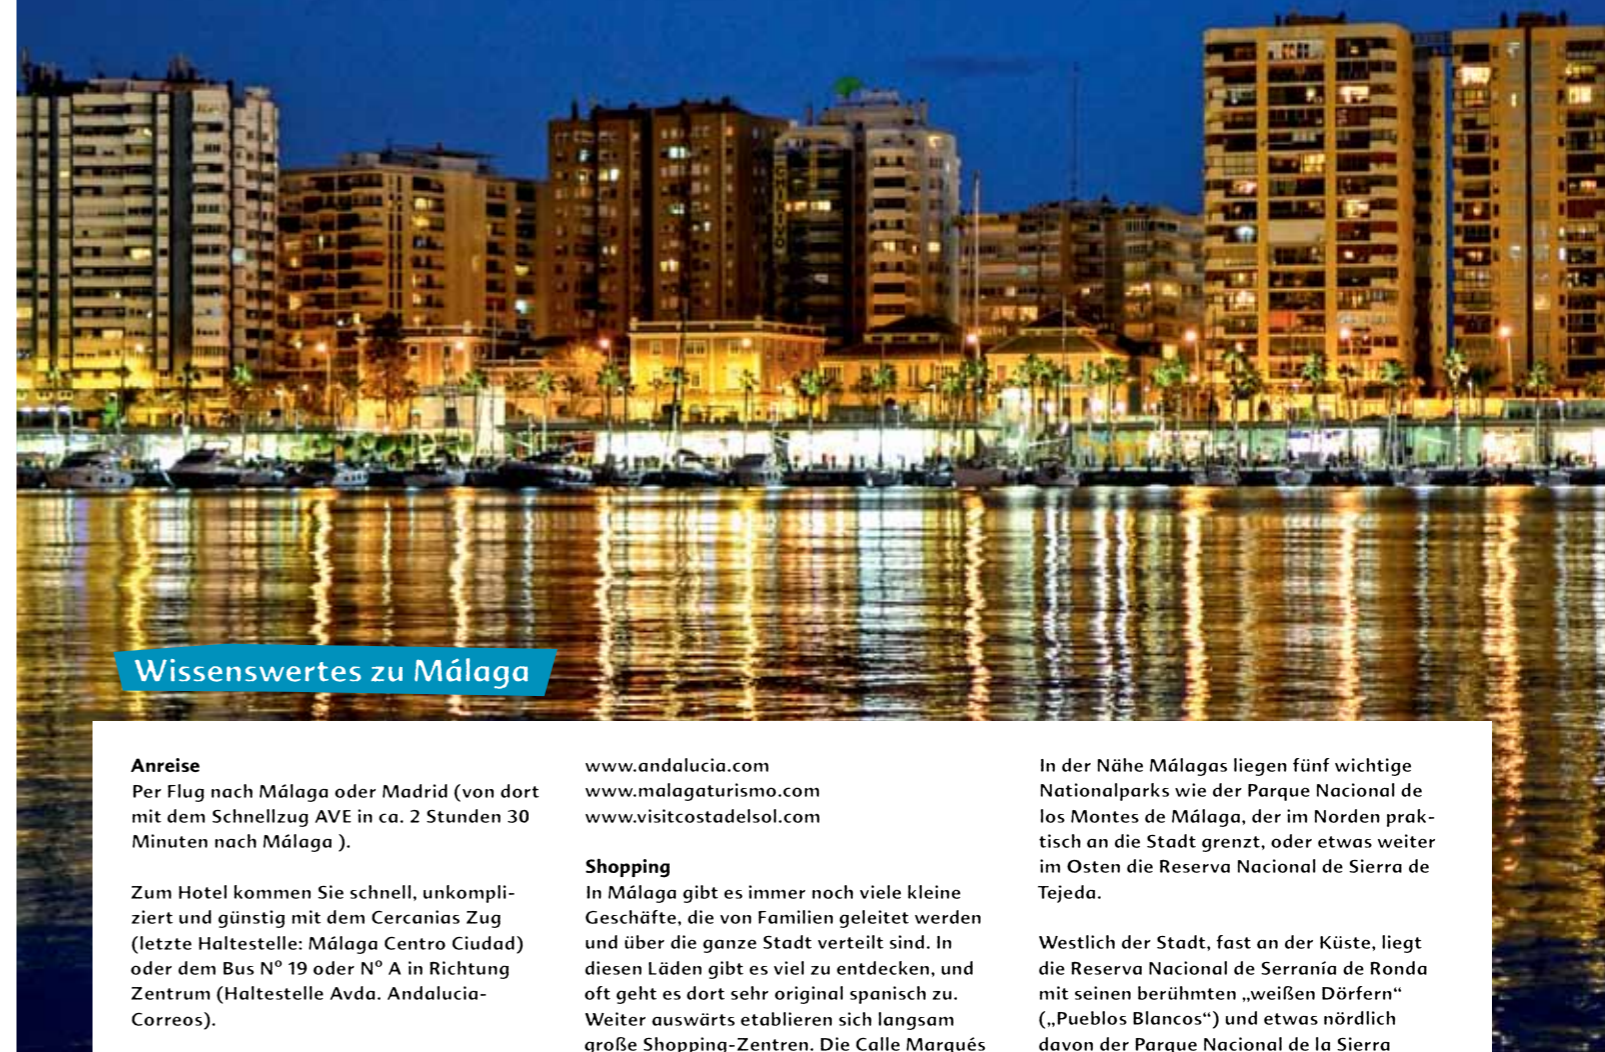 Wissenswertes zu Málaga
Anreise
Per Flug nach Málaga oder Madrid (von dort
mit dem Schnellzug AVE in ca. 2 Stunden 30
Minuten nach Málaga ).
Zum Hotel kommen Sie schnell, unkompli-
ziert und günstig mit dem Cercanias Zug
(letzte Haltestelle: Málaga Centro Ciudad)
oder dem Bus Nº 19 oder Nº A in Richtung
Zentrum (Haltestelle Avda. Andalucia-
Correos).
www.andalucia.com
www.malagaturismo.com
www.visitcostadelsol.com
Shopping
In Málaga gibt es immer noch viele kleine
Geschäfte, die von Familien geleitet werden
und über die ganze Stadt verteilt sind. In
diesen Läden gibt es viel zu entdecken, und
oft geht es dort sehr original spanisch zu.
Weiter auswärts etablieren sich langsam
große Shopping-Zentren. Die Calle Marqués
In der Nähe Málagas liegen fünf wichtige
Nationalparks wie der Parque Nacional de
los Montes de Málaga, der im Norden prak-
tisch an die Stadt grenzt, oder etwas weiter
im Osten die Reserva Nacional de Sierra de
Tejeda.
Westlich der Stadt, fast an der Küste, liegt
die Reserva Nacional de Serranía de Ronda
mit seinen berühmten „weißen Dörfern“
(„Pueblos Blancos“) und etwas nördlich
davon der Parque Nacional de la Sierra